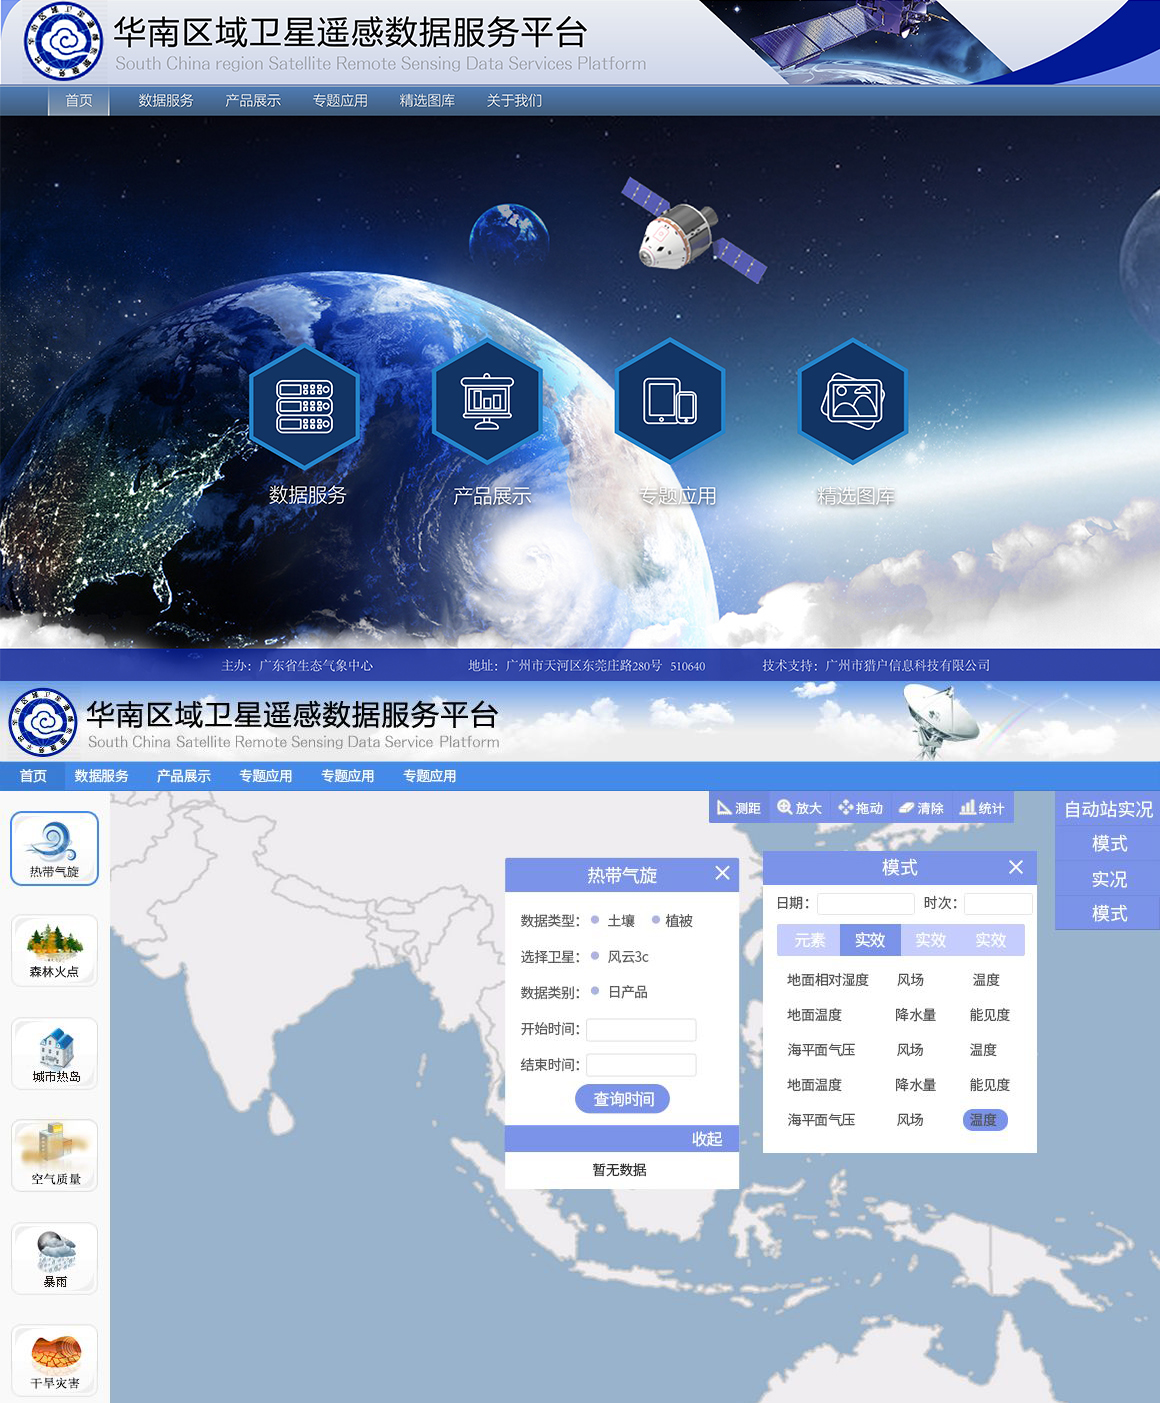 华南区域卫星遥感数据服务平台
South China region Satellite Remote Sensing Data Services Platform
首页 数据服务 产品展示 专题应用 精选图库 关于我们
数据服务 产品展示 专题应用 精选图库
主办：广东省生态气象中心 地址：广州市天河区东莞庄路280号 510640 技术支持：广州市猎户信息科技有限公司
华南区域卫星遥感数据服务平台
South China Satellite Remote Sensing Data Service Platform
首页 数据服务 产品展示 专题应用 专题应用 专题应用
测距 放大 拖动 清除 统计
自动站实况
模式
实况
模式
热带气旋
森林火点
城市热岛
空气质量
暴雨
干旱灾害
热带气旋
数据类型： 土壤 植被
选择卫星： 风云3c
数据类别： 日产品
开始时间：
结束时间：
查询时间
收起
暂无数据
模式
日期： 时次：
元素 实效 实效 实效
地面相对湿度 风场 温度
地面温度 降水量 能见度
海平面气压 风场 温度
地面温度 降水量 能见度
海平面气压 风场 温度